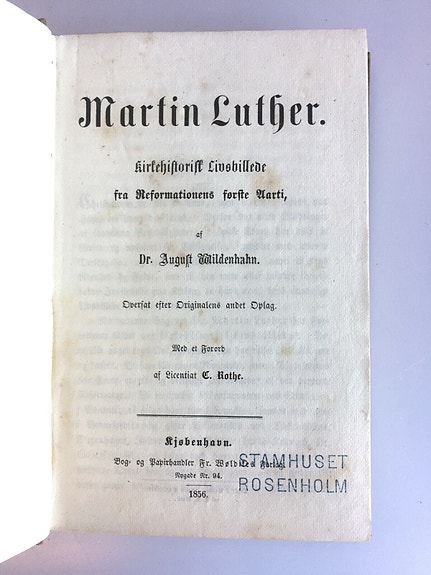 Martin Luther.
Kirkehistorisk Livsbillede
fra Reformationens første Aarti,
af
Dr. August Wildenhahn.
Oversat efter Originalens andet Oplag.
Med et Forord
af Licentiat C. Rothe.
Kjøbenhavn.
Bog- og Papirhandler Fr. Woldikes Forlag.
Nygade Nr. 94.
1856.
STAMHUSET
ROSENHOLM